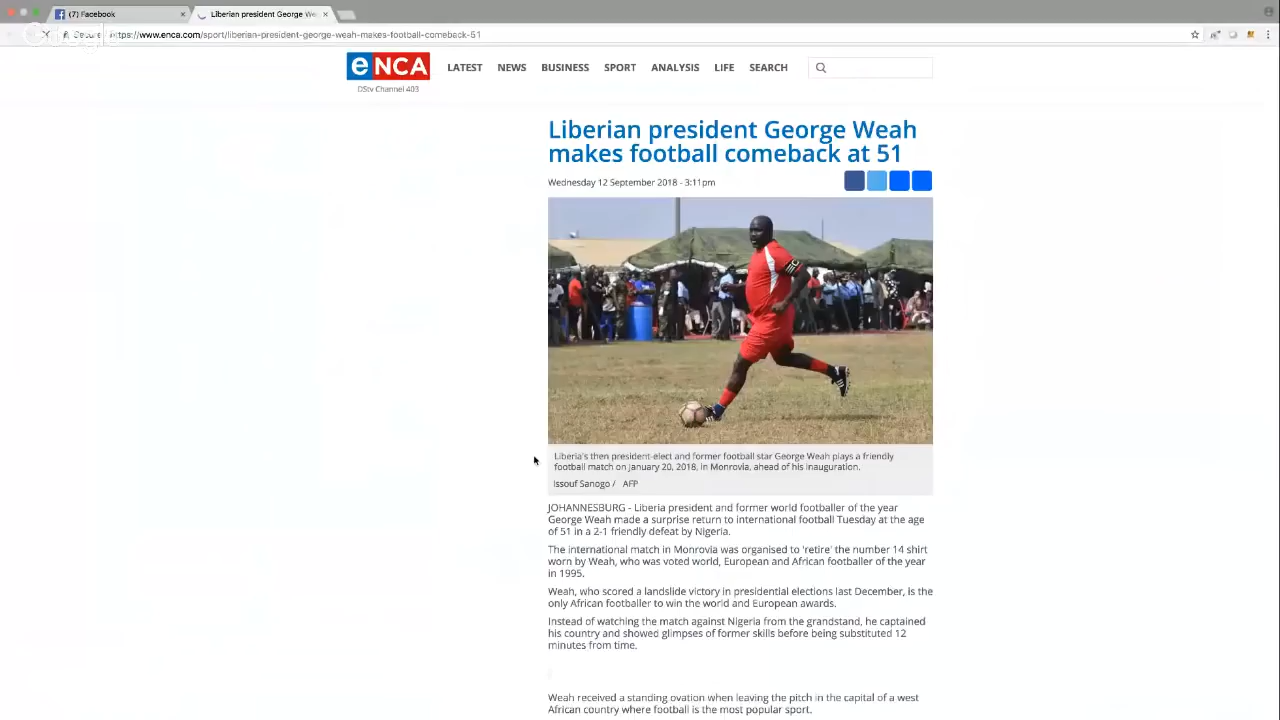 (7) Facebook
Liberian president George We
Secure
https://www.enca.com/sport/liberian-president-george-weah-makes-football-comeback-51
eNCA
DStv Channel 403
LATEST NEWS BUSINESS SPORT ANALYSIS LIFE SEARCH
Liberian president George Weah
makes football comeback at 51
Wednesday 12 September 2018 - 3:11pm
Liberia's then president-elect and former football star George Weah plays a friendly
football match on January 20, 2018, in Monrovia, ahead of his inauguration.
Issouf Sanogo / AFP
JOHANNESBURG - Liberia president and former world footballer of the year
George Weah made a surprise return to international football Tuesday at the age
of 51 in a 2-1 friendly defeat by Nigeria.
The international match in Monrovia was organised to 'retire' the number 14 shirt
worn by Weah, who was voted world, European and African footballer of the year
in 1995.
Weah, who scored a landslide victory in presidential elections last December, is the
only African footballer to win the world and European awards.
Instead of watching the match against Nigeria from the grandstand, he captained
his country and showed glimpses of former skills before being substituted 12
minutes from time.
Weah received a standing ovation when leaving the pitch in the capital of a west
African country where football is the most popular sport.